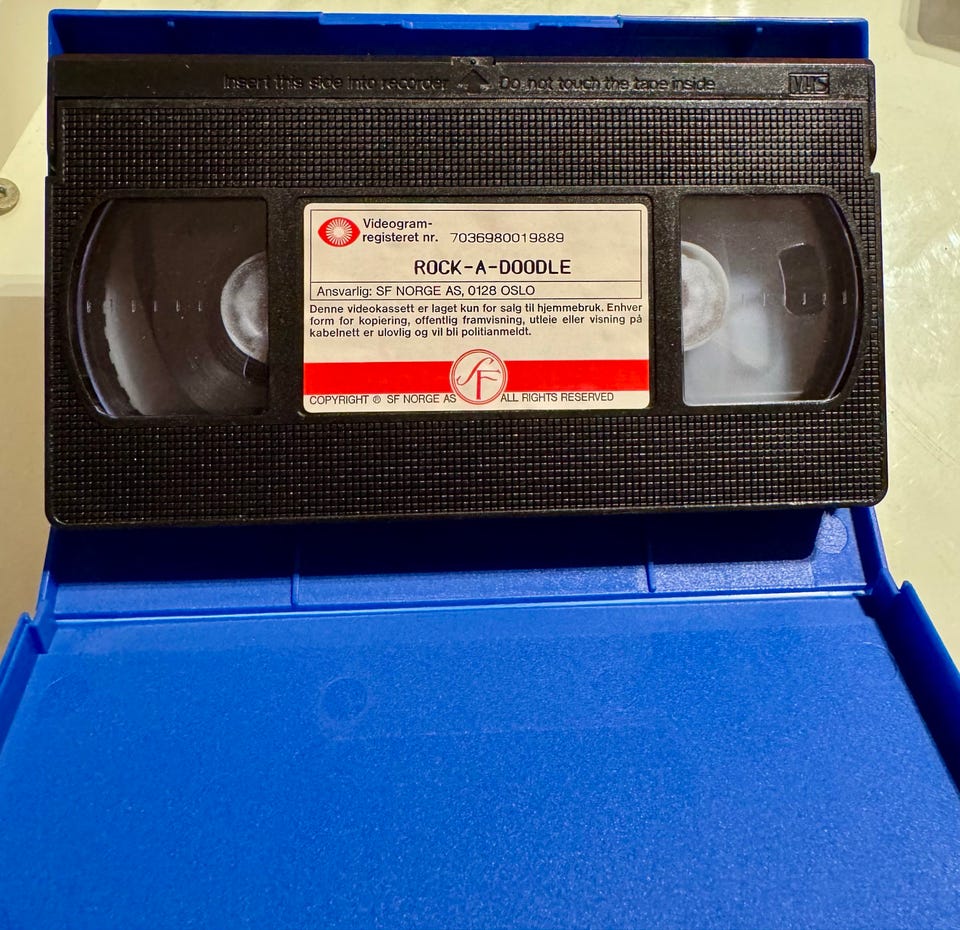 Insert this side into recorder Do not touch the tape inside VHS
Videogram-
registeret nr. 7036980019889
ROCK-A-DOODLE
Ansvarlig: SF NORGE AS, 0128 OSLO
Denne videokassett er laget kun for salg til hjemmebruk. Enhver
form for kopiering, offentlig framvisning, utleie eller visning på
kabelnett er ulovlig og vil bli politianmeldt.
SF
COPYRIGHT ® SF NORGE AS ALL RIGHTS RESERVED